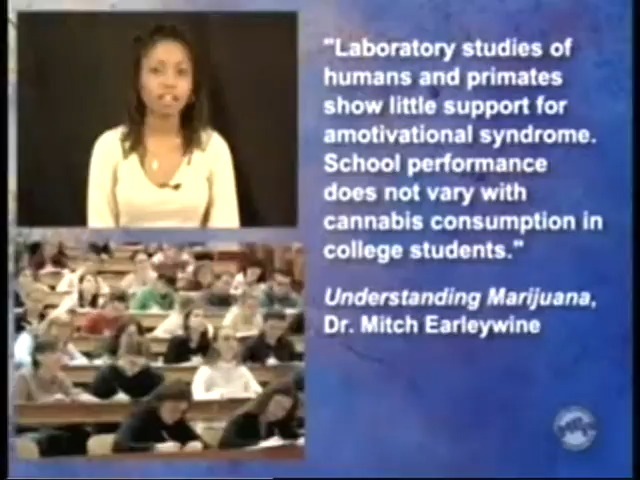 "Laboratory studies of
humans and primates
show little support for
amotivational syndrome.
School performance
does not vary with
cannabis consumption in
college students."
Understanding Marijuana,
Dr. Mitch Earleywine